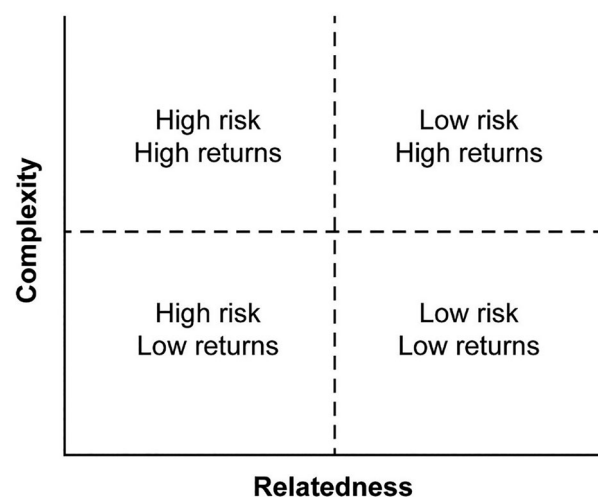 High risk
High returns
Low risk
High returns
Complexity
High risk
Low returns
Low risk
Low returns
Relatedness